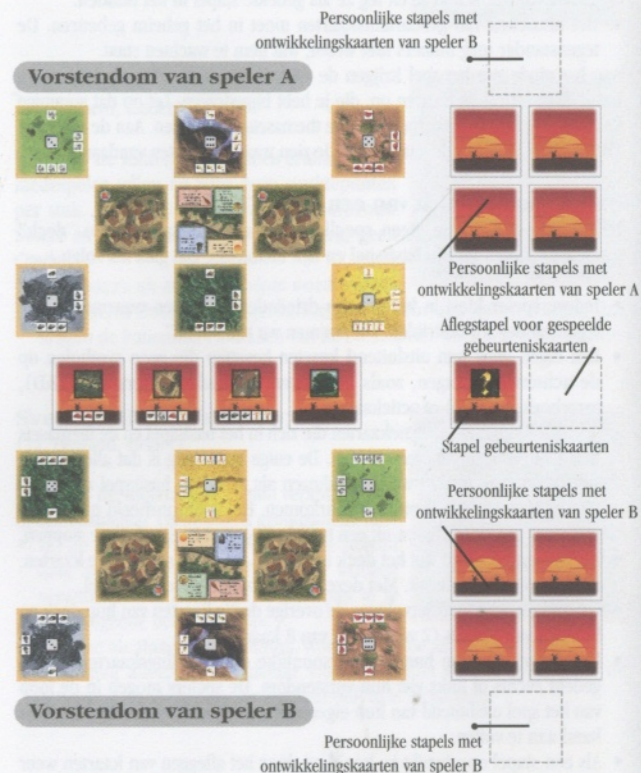 Persoonlijke stapels met
ontwikkelingskaarten van speler B
Vorstendom van speler A
Persoonlijke stapels met
ontwikkelingskaarten van speler A
Aflegstapel voor gespeelde
gebeurteniskaarten
Stapel gebeurteniskaarten
Persoonlijke stapels met
ontwikkelingskaarten van speler B
Vorstendom van speler B
Persoonlijke stapels met
ontwikkelingskaarten van speler B